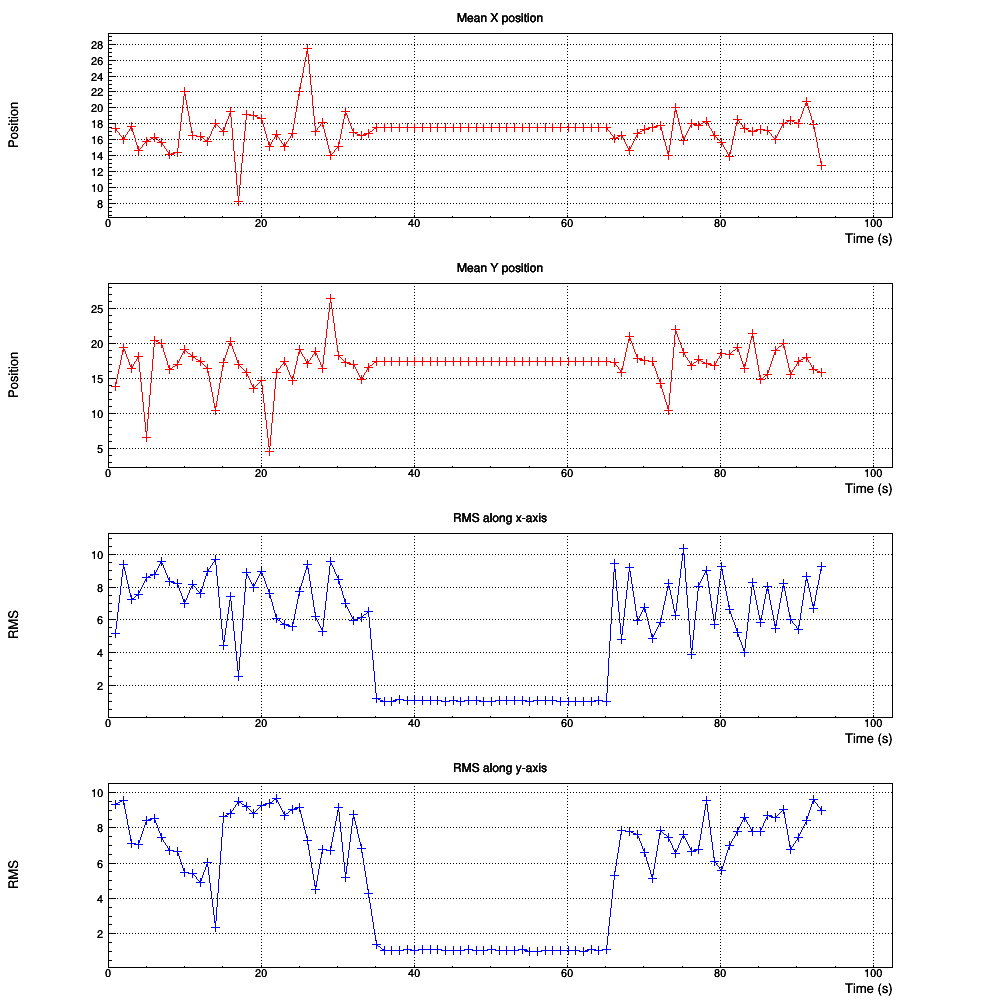 Mean X position
Position
28
26
24
22
20
18
16
14
12
10
8
0 20 40 60 80 100
Time (s)
Mean Y position
Position
25
20
15
10
5
0 20 40 60 80 100
Time (s)
RMS along x-axis
RMS
10
8
6
4
2
0 20 40 60 80 100
Time (s)
RMS along y-axis
RMS
10
8
6
4
2
0 20 40 60 80 100
Time (s)